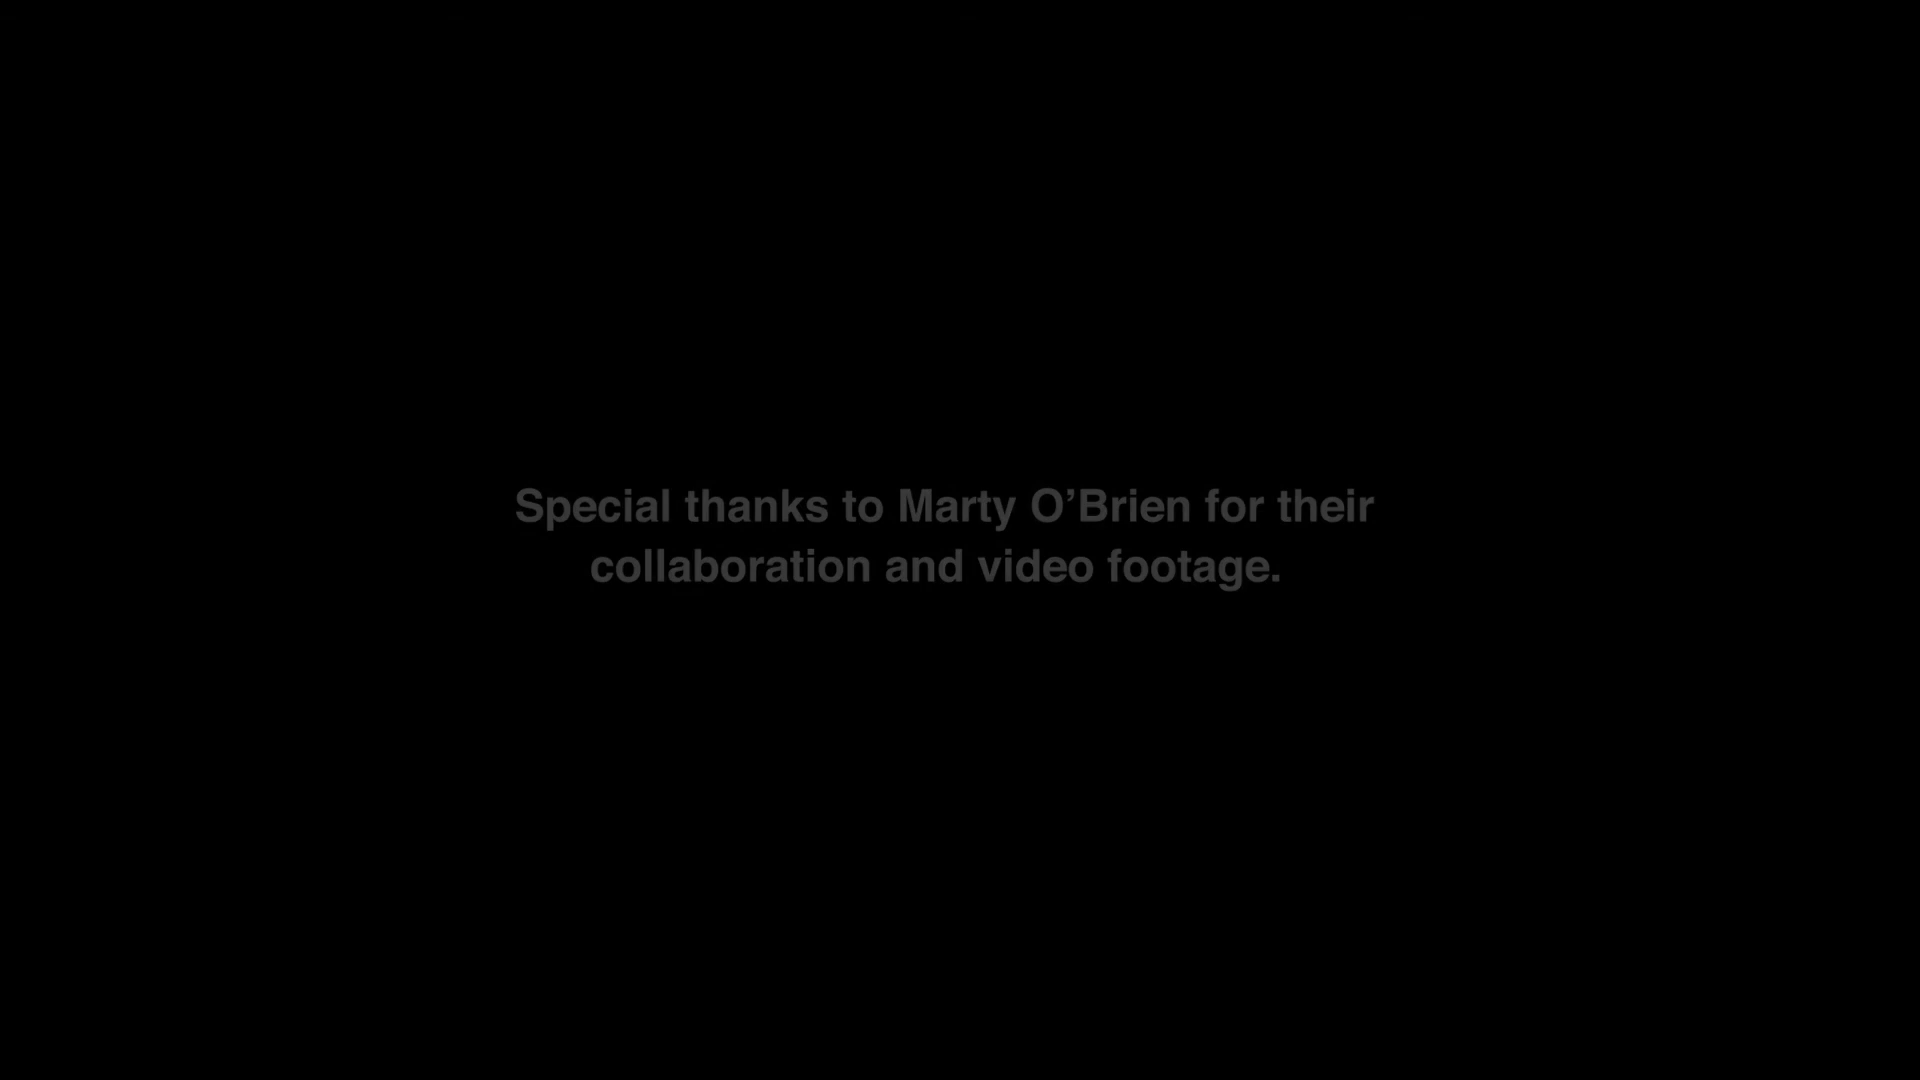 Special thanks to Marty O’Brien for their
collaboration and video footage.